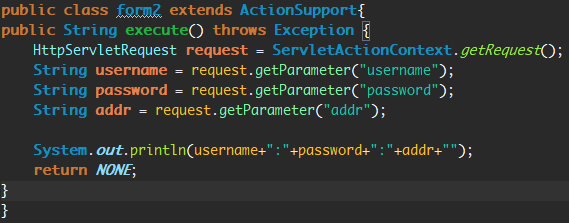 public class form2 extends ActionSupport{
public String execute() throws Exception {
HttpServletRequest request = ServletActionContext.getRequest();
String username = request.getParameter("username");
String password = request.getParameter("password");
String addr = request.getParameter("addr");
System.out.println(username+":"+password+":"+addr+"");
return NONE;
}
}